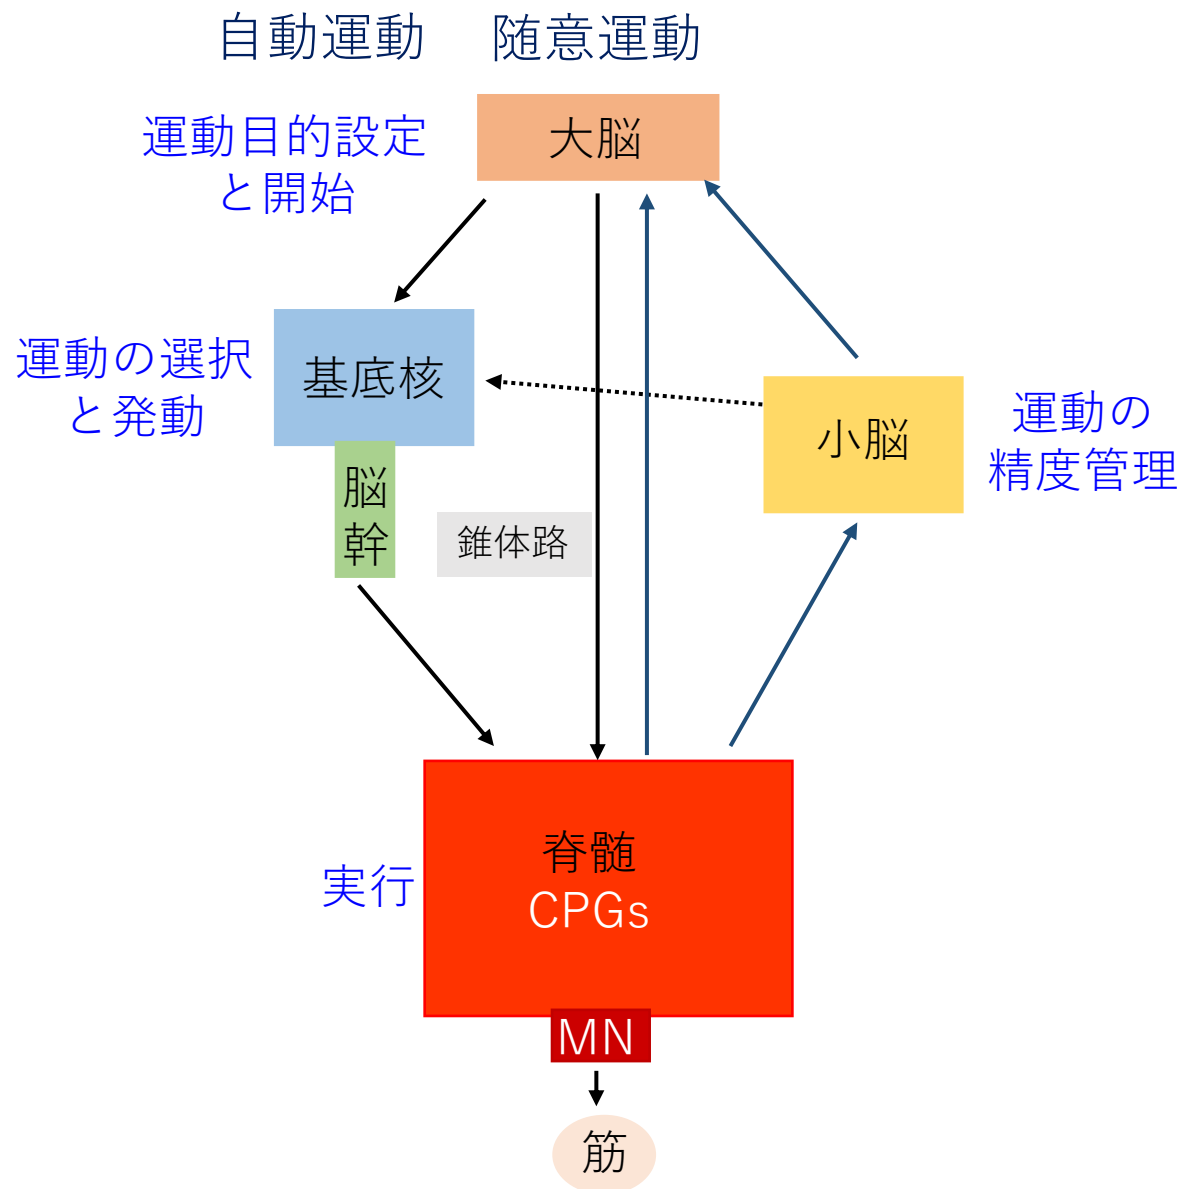 自動運動 随意運動
運動目的設定
と開始
大脳
運動の選択
と発動
基底核
脳
幹
錐体路
小脳
運動の
精度管理
実行
脊髄
CPGs
MN
筋